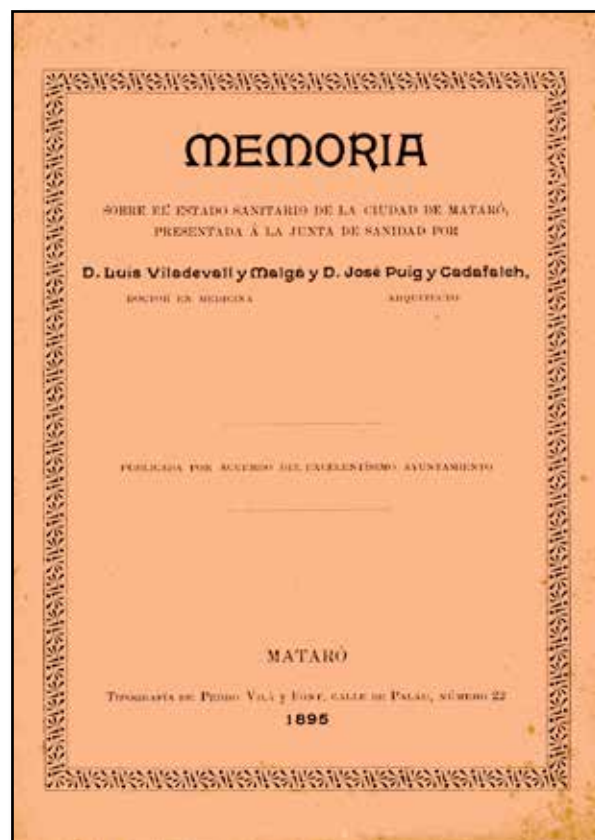 MEMORIA
SOBRE EL ESTADO SANITARIO DE LA CIUDAD DE MATARÓ,
PRESENTADA Á LA JUNTA DE SANIDAD POR
D. Luis Viladevall y Malgá y D. José Puig y Cadafalch,
DOCTOR EN MEDICINA ARQUITECTO
PUBLICADA POR ACUERDO DEL EXCELENTÍSIMO AYUNTAMIENTO
MATARÓ
TIPOGRAFÍA DE PEDRO VILÁ Y FONT, CALLE DE PALAU, NÚMERO 22
1895